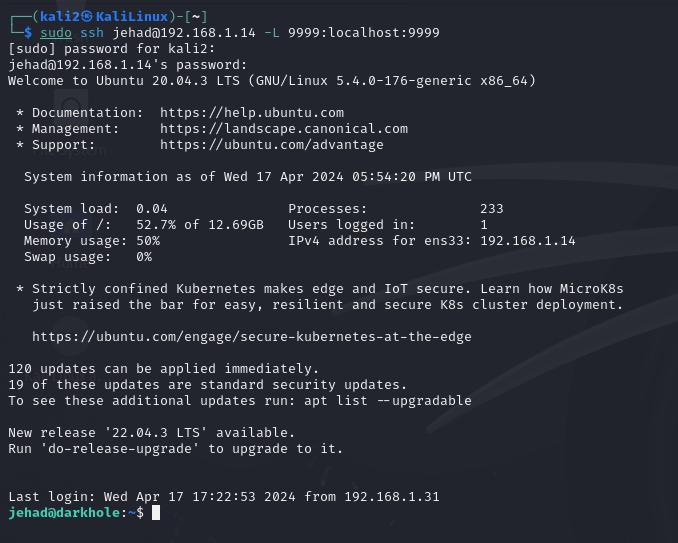 ┌──(kali2㉿KaliLinux)-[~]
└─$ sudo ssh jehad@192.168.1.14 -L 9999:localhost:9999
[sudo] password for kali2:
jehad@192.168.1.14's password:
Welcome to Ubuntu 20.04.3 LTS (GNU/Linux 5.4.0-176-generic x86_64)

 * Documentation:  https://help.ubuntu.com
 * Management:     https://landscape.canonical.com
 * Support:        https://ubuntu.com/advantage

  System information as of Wed 17 Apr 2024 05:54:20 PM UTC

  System load:  0.04               Processes:              233
  Usage of /:   52.7% of 12.69GB   Users logged in:        1
  Memory usage: 50%                IPv4 address for ens33: 192.168.1.14
  Swap usage:   0%

 * Strictly confined Kubernetes makes edge and IoT secure. Learn how MicroK8s
   just raised the bar for easy, resilient and secure K8s cluster deployment.

   https://ubuntu.com/engage/secure-kubernetes-at-the-edge

120 updates can be applied immediately.
19 of these updates are standard security updates.
To see these additional updates run: apt list --upgradable

New release '22.04.3 LTS' available.
Run 'do-release-upgrade' to upgrade to it.

Last login: Wed Apr 17 17:22:53 2024 from 192.168.1.31
jehad@darkhole:~$